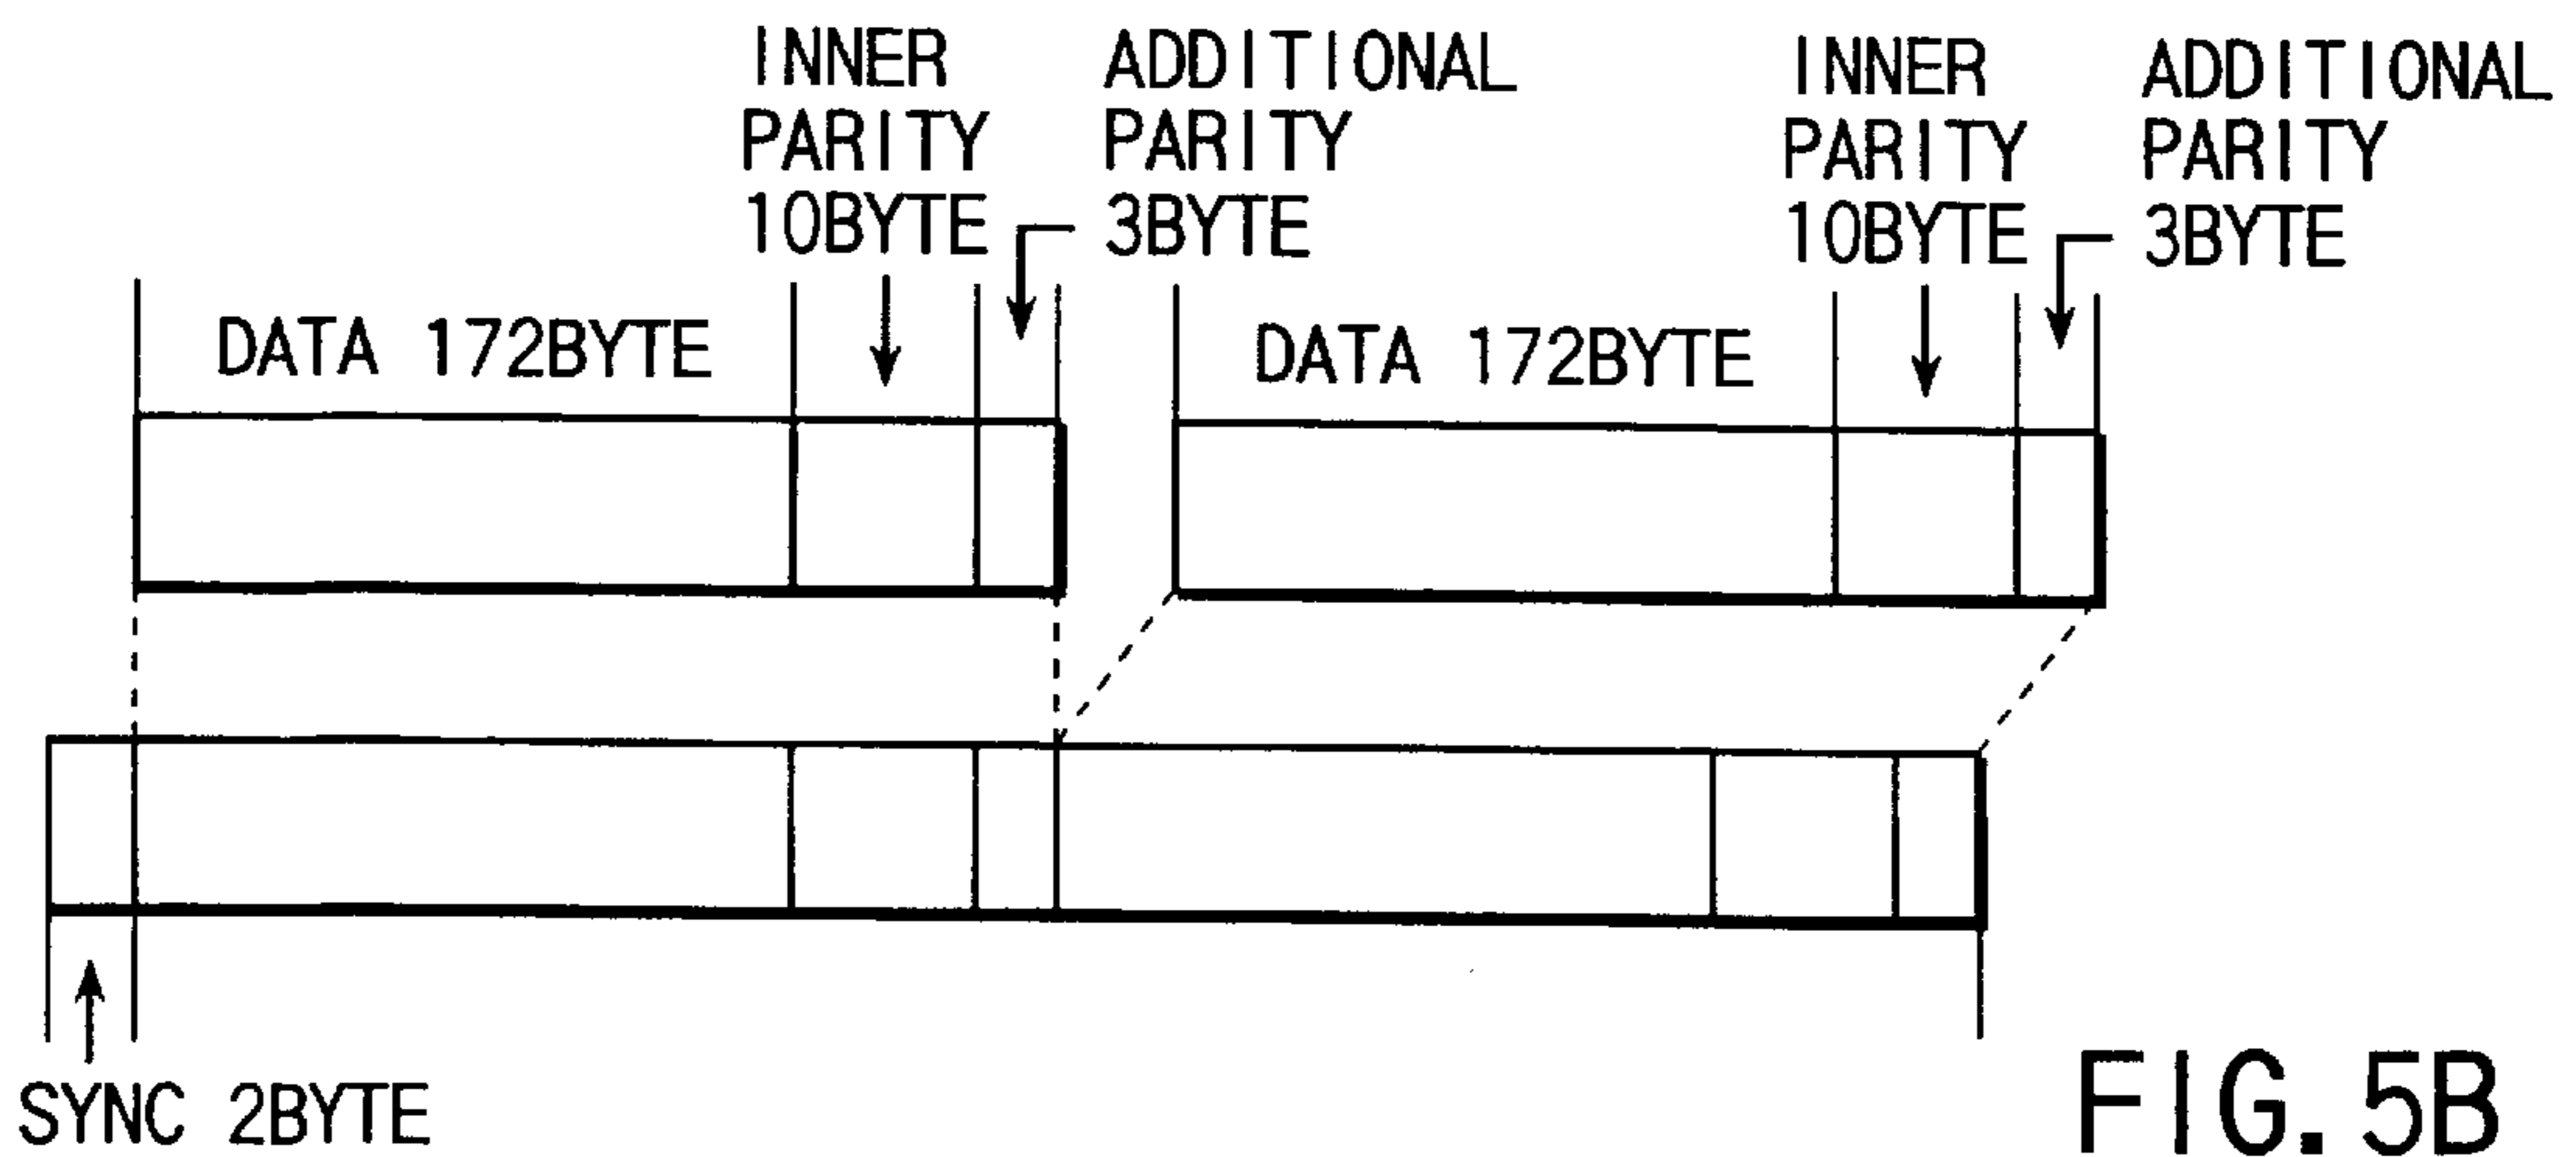 INNER
PARITY
10BYTE
ADDITIONAL
PARITY
3BYTE
INNER
PARITY
10BYTE
ADDITIONAL
PARITY
3BYTE
DATA 172BYTE
DATA 172BYTE
SYNC 2BYTE
FIG. 5B